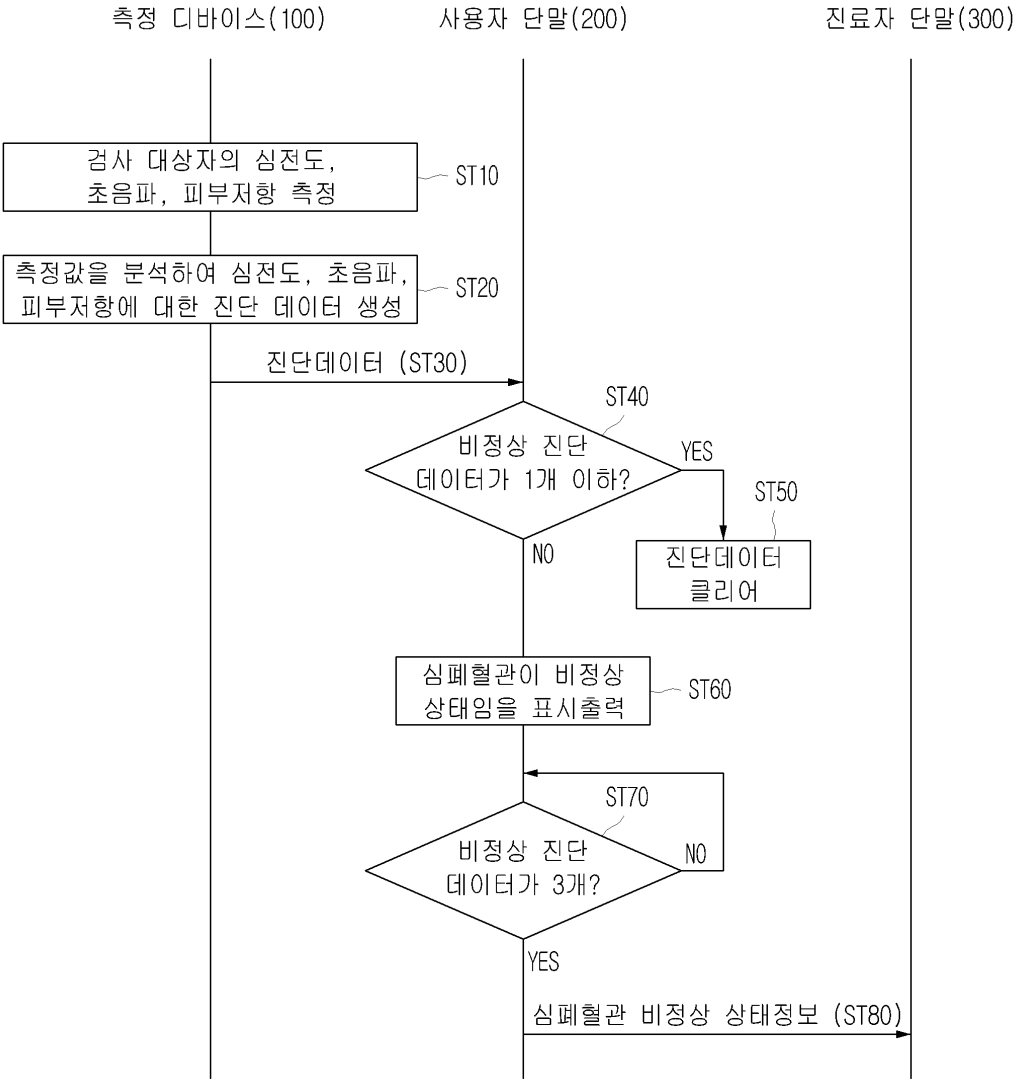 측정 디바이스(100)
사용자 단말(200)
진료자 단말(300)
검사 대상자의 심전도,
초음파, 피부저항 측정
ST10
측정값을 분석하여 심전도, 초음파,
피부저항에 대한 진단 데이터 생성
ST20
진단데이터 (ST30)
ST40
비정상 진단
데이터가 1개 이하?
YES
ST50
NO
진단데이터
클리어
심폐혈관이 비정상
상태임을 표시출력
ST60
ST70
비정상 진단
데이터가 3개?
NO
YES
심폐혈관 비정상 상태정보 (ST80)